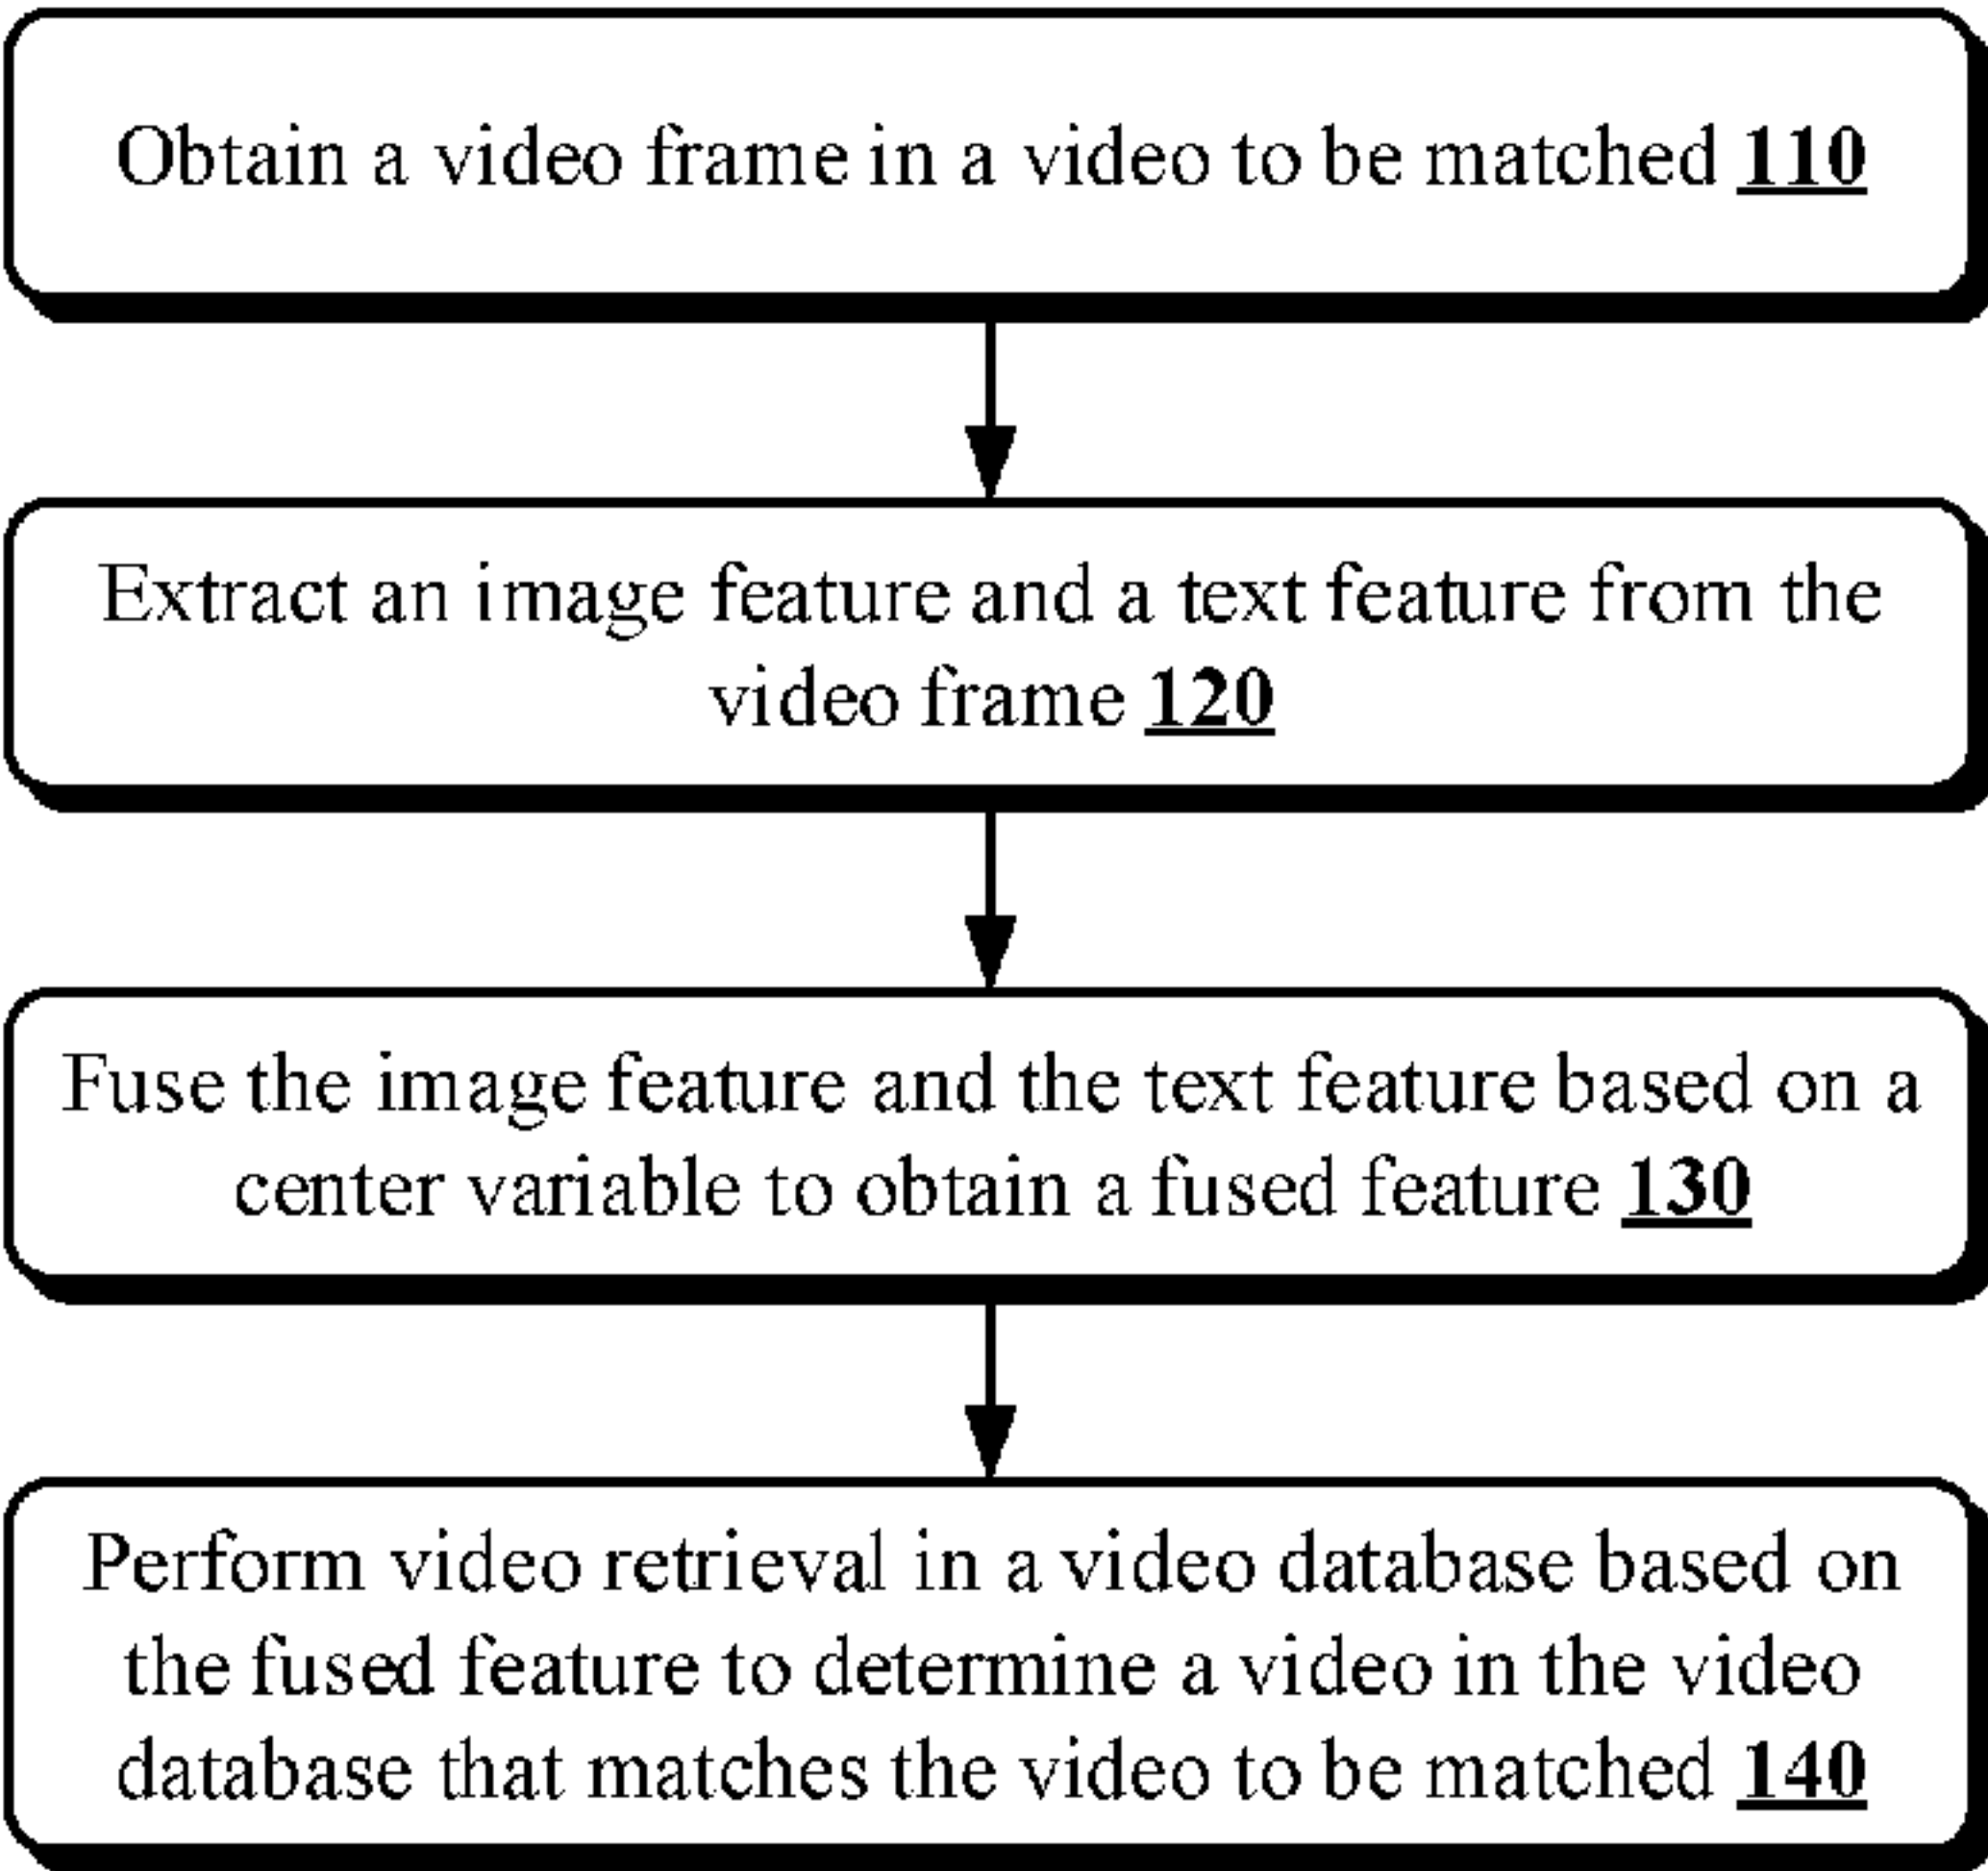 Obtain a video frame in a video to be matched 110
Extract an image feature and a text feature from the
video frame 120
Fuse the image feature and the text feature based on a
center variable to obtain a fused feature 130
Perform video retrieval in a video database based on
the fused feature to determine a video in the video
database that matches the video to be matched 140